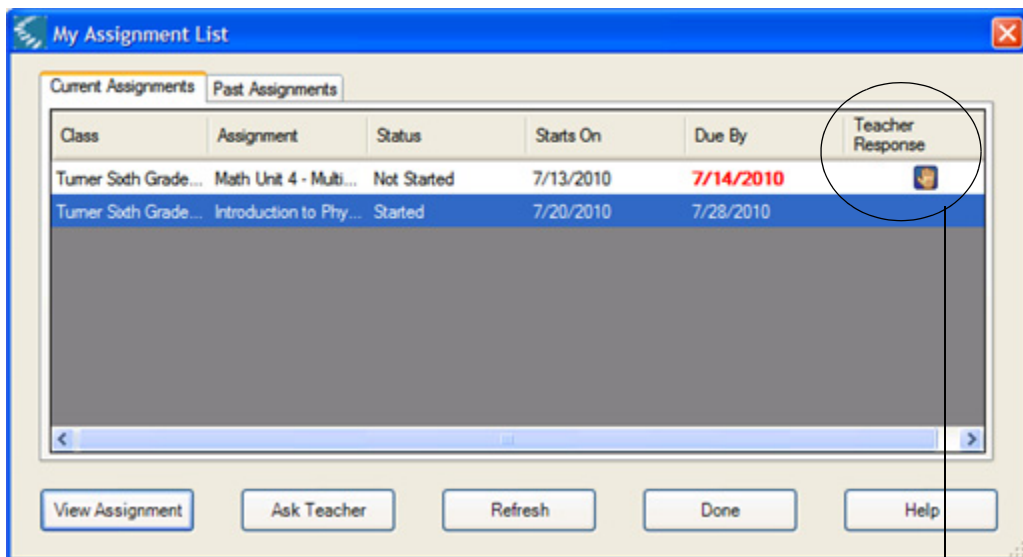 My Assignment List
Current Assignments Past Assignments
Class Assignment Status Starts On Due By Teacher Response
Turner Sixth Grade... Math Unit 4 - Multi... Not Started 7/13/2010 7/14/2010
Turner Sixth Grade... Introduction to Phy... Started 7/20/2010 7/28/2010
View Assignment Ask Teacher Refresh Done Help